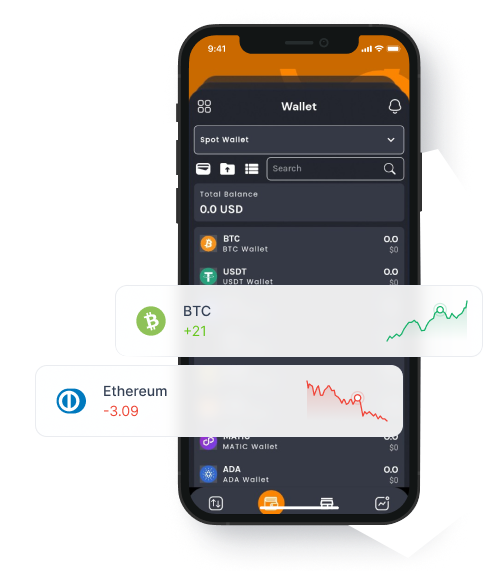 9:41
Wallet
Spot Wallet
Search
Total Balance
0.0 USD
BTC 0.0
BTC Wallet $0
USDT 0.0
USDT Wallet $0
BTC
+21
Ethereum
-3.09
MATIC 0.0
MATIC Wallet $0
ADA 0.0
ADA Wallet $0